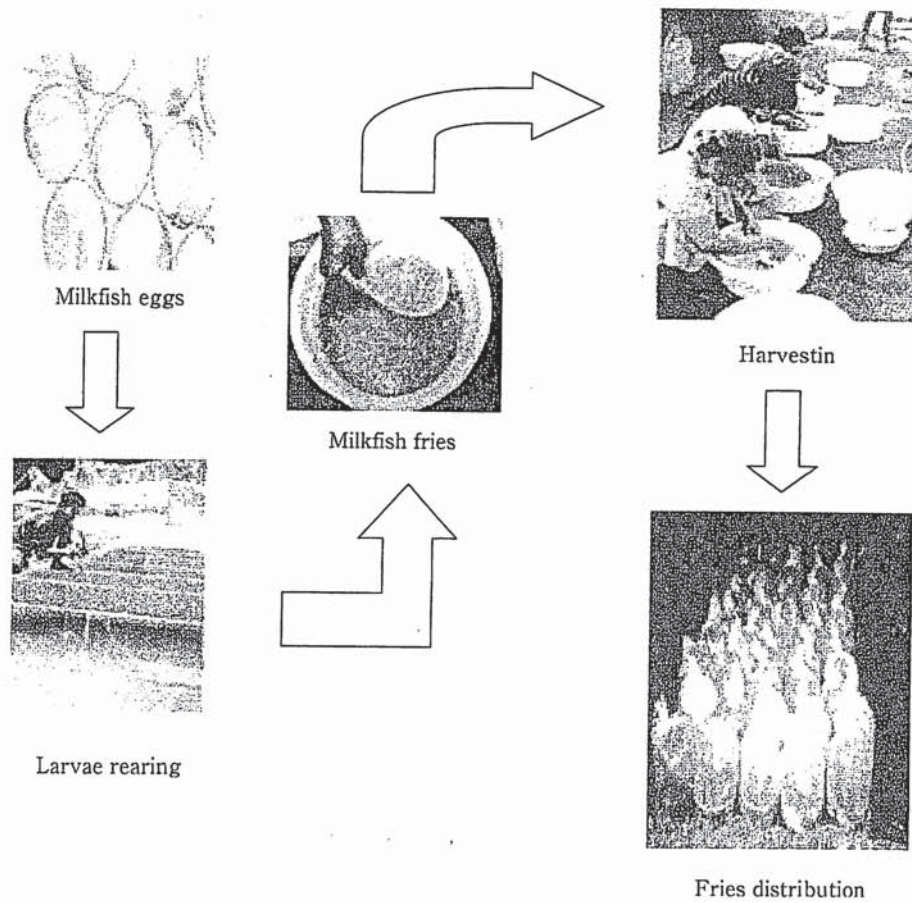 Milkfish eggs
Larvae rearing
Milkfish fries
Harvestin
Fries distribution